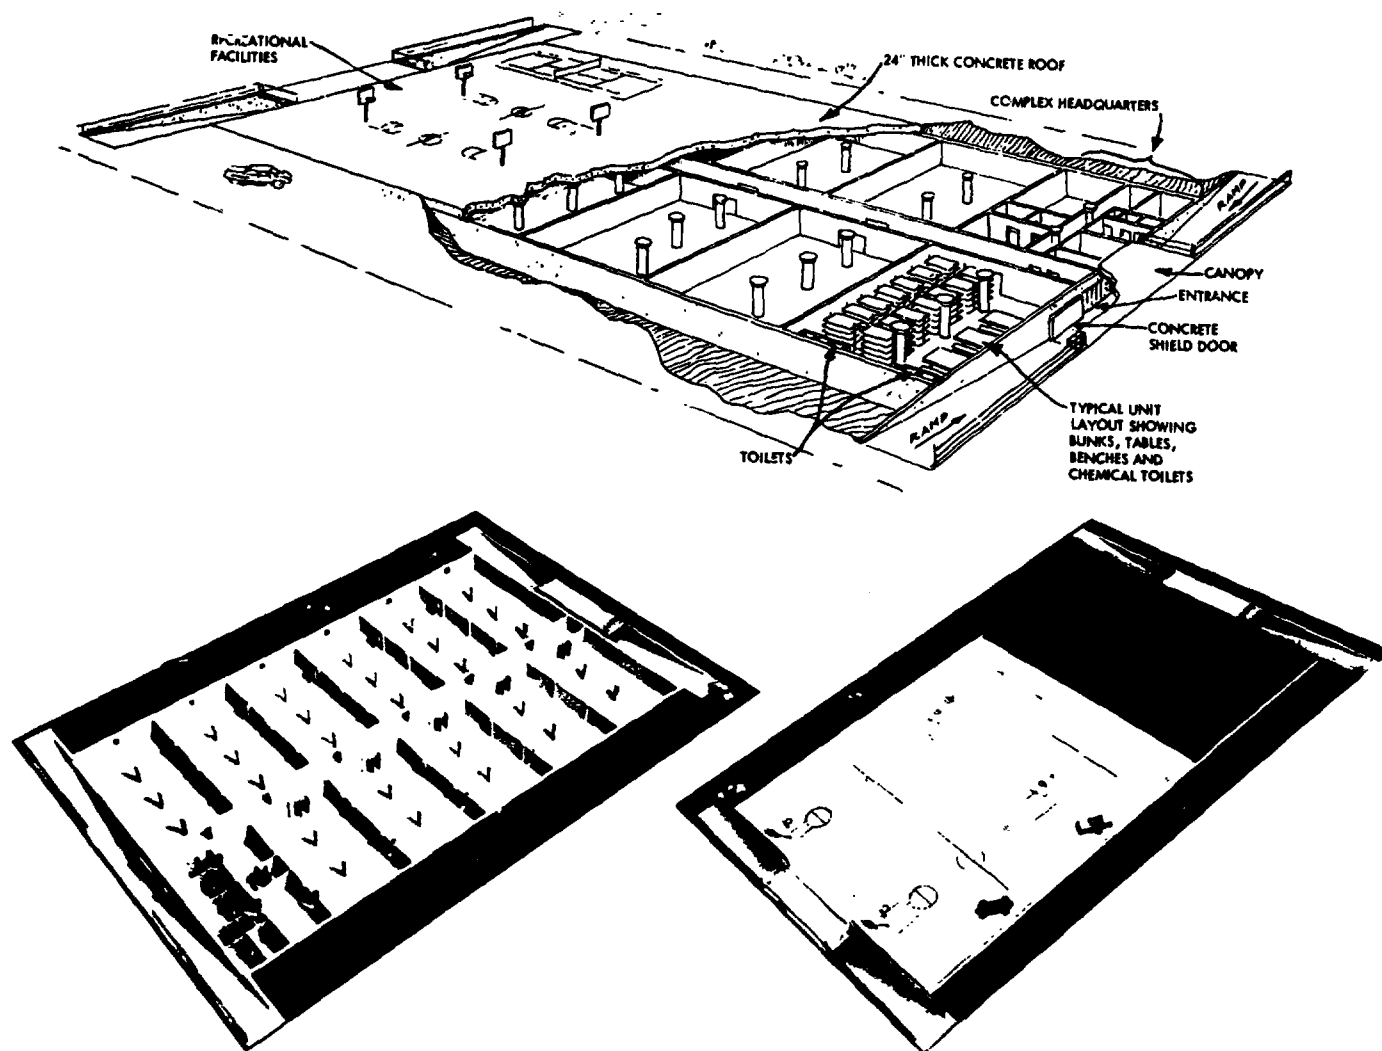 RECREATIONAL
FACILITIES
24" THICK CONCRETE ROOF
COMPLEX HEADQUARTERS
RAMP
CANOPY
ENTRANCE
CONCRETE
SHIELD DOOR
RAMP
TYPICAL UNIT
LAYOUT SHOWING
BUNKS, TABLES,
BENCHES AND
CHEMICAL TOILETS
TOILETS